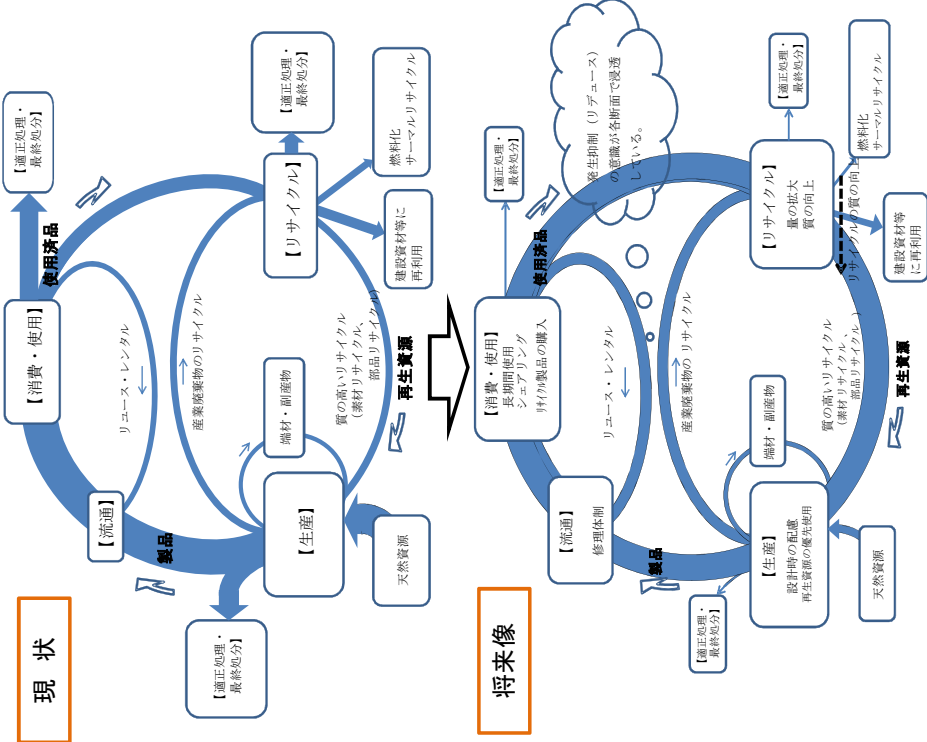 現 状
【適正処理・
最終処分】
【消費・使用】
使用済品
【適正処理・
最終処分】
【リサイクル】
燃料化
サーマルリサイクル
建設資材等に
再利用
リュース・レンタル
←
産業廃棄物のリサイクル
→
質の高いリサイクル
(素材リサイクル、
部品リサイクル)
再生資源
端材・副産物
→
【流通】
製品
【生産】
天然資源
【適正処理・
最終処分】
将来像
【適正処理・
最終処分】
【消費・使用】
長期間使用
シェアリング
リサイクル製品の購入
使用済品
発生抑制（リデュース）
の意識が各断面で浸透
している。
【適正処理・
最終処分】
【リサイクル】
量の拡大
質の向上
燃料化
サーマルリサイクル
リサイクルの質の向上
建設資材等
に再利用
リュース・レンタル
←
産業廃棄物のリサイクル
→
質の高いリサイクル
(素材リサイクル、
部品リサイクル )
再生資源
端材・副産物
→
【流通】
修理体制
製品
【生産】
設計時の配慮
再生資源の優先使用
天然資源
【適正処理・
最終処分】